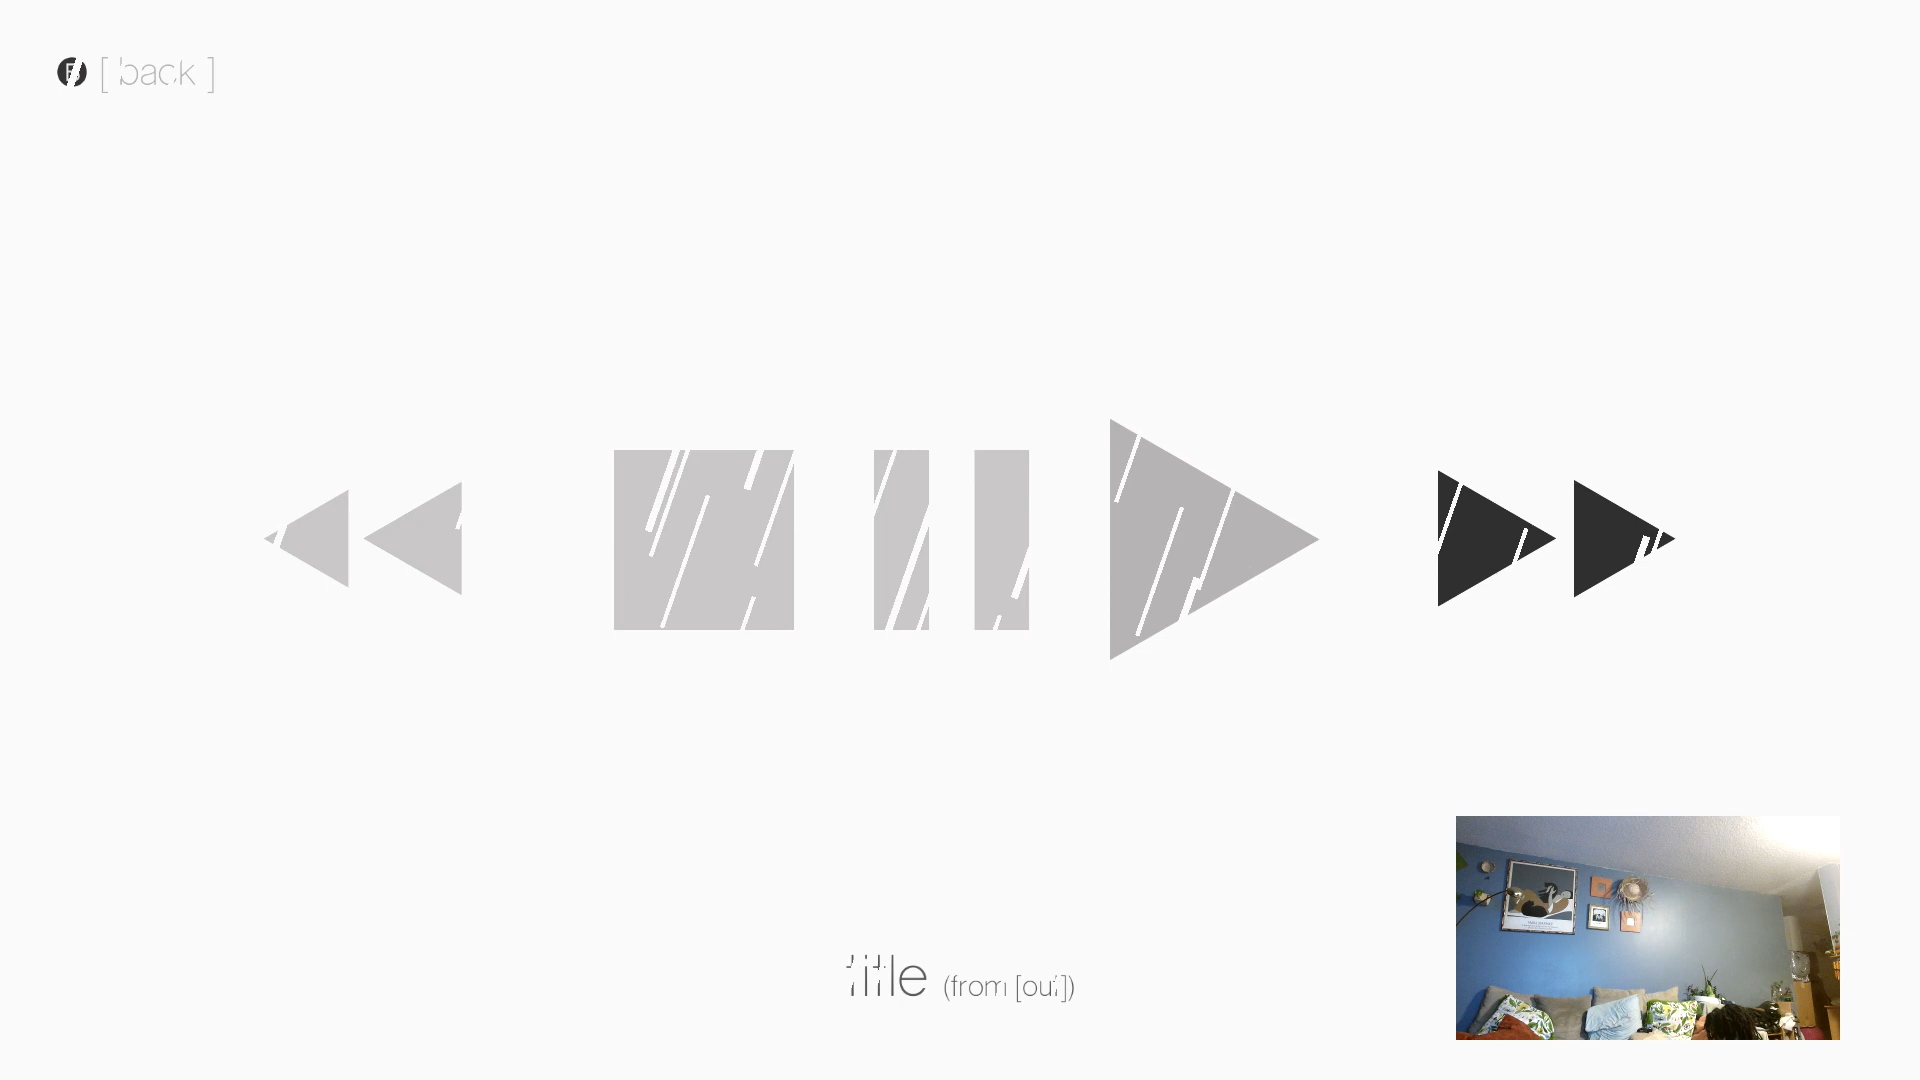 B [ back ]
title (from [out])